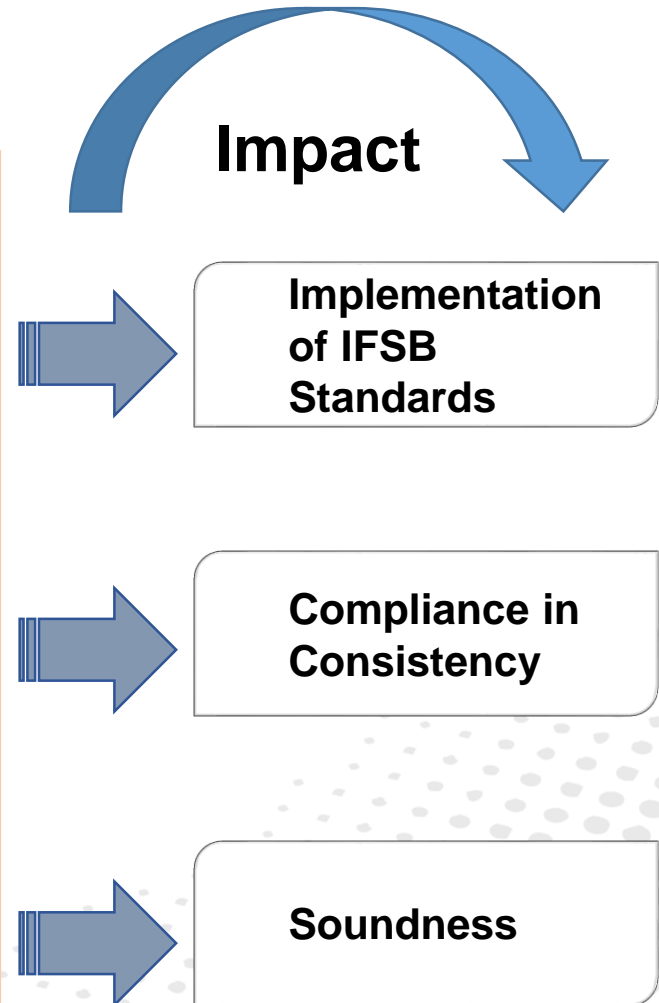 Impact
Implementation
of IFSB
Standards
Compliance in
Consistency
Soundness